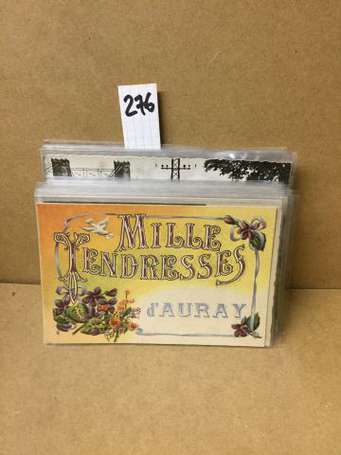 276
MILLE
TENDRESSES
d'AURAY